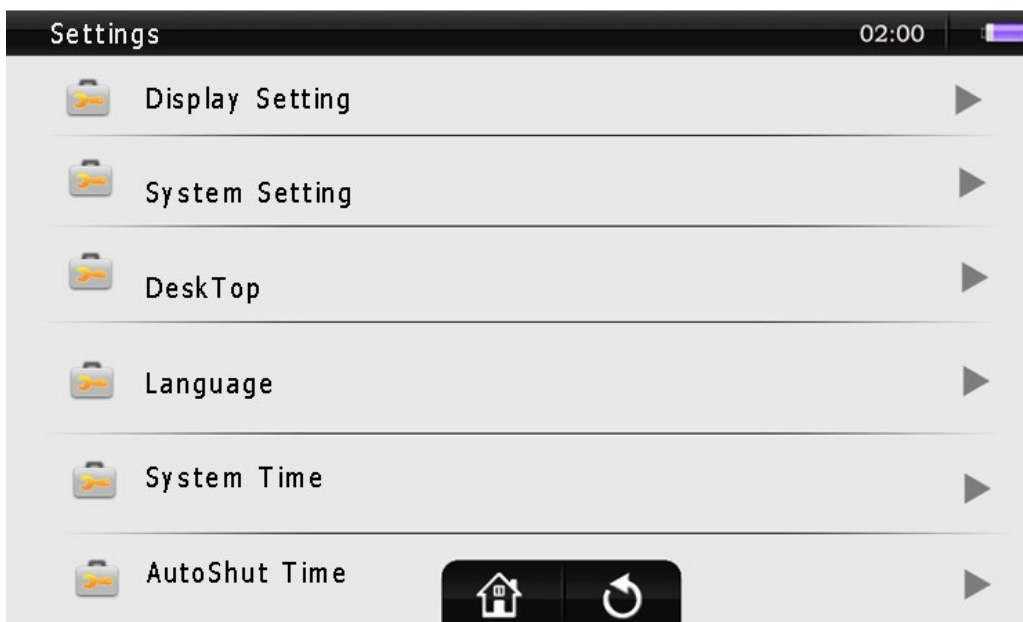 Settings
02:00
Display Setting
System Setting
DeskTop
Language
System Time
AutoShut Time